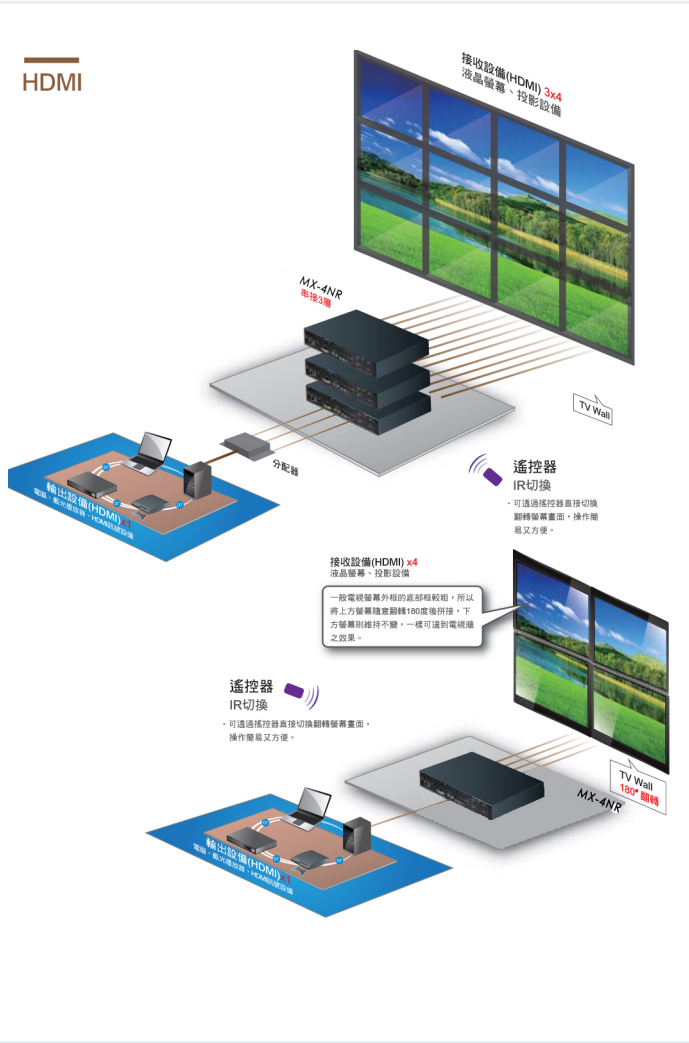 HDMI
接收設備(HDMI) 3x4
液晶螢幕、投影設備
MX-4NR
串接3層
TV Wall
分配器
or
or
or
輸出設備(HDMI)x1
電腦、藍光播放器、HDMI訊號設備
遙控器
IR切換
·可透過搖控器直接切換
翻轉螢幕畫面，操作簡
易又方便。
接收設備(HDMI) x4
液晶螢幕、投影設備
一般電視螢幕外框的底部框較粗，所以
將上方螢幕隨意翻轉180度後拼接，下
方螢幕則維持不變，一樣可達到電視牆
之效果。
遙控器
IR切換
·可透過搖控器直接切換翻轉螢幕畫面，
操作簡易又方便。
TV Wall
180° 翻轉
MX-4NR
or
or
or
輸出設備(HDMI)x1
電腦、藍光播放器、HDMI訊號設備